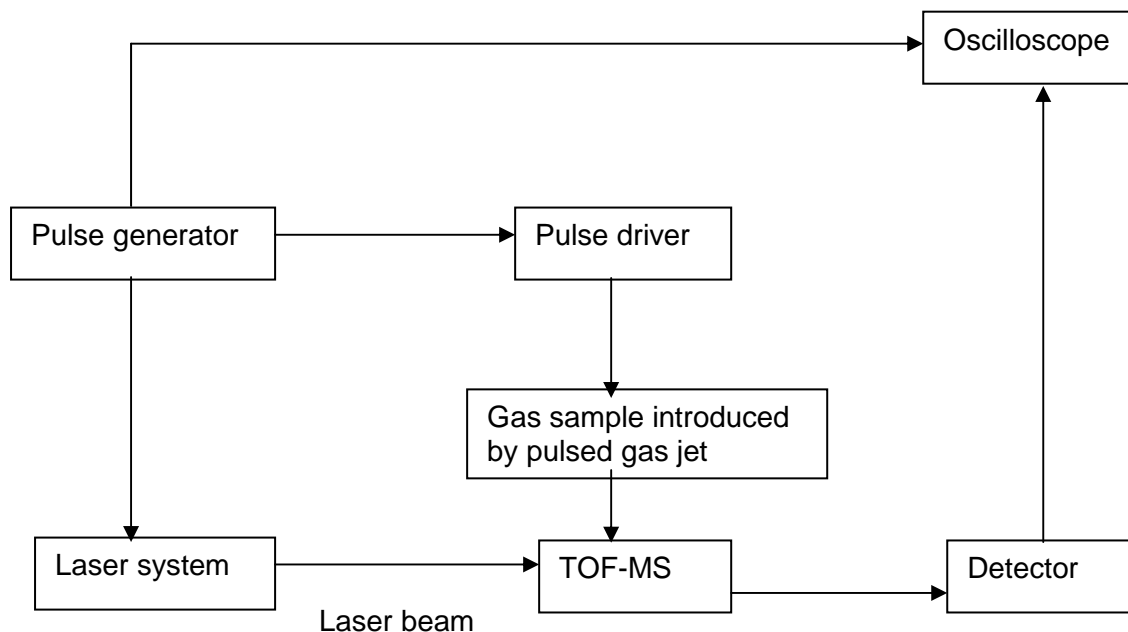 Oscilloscope
Pulse generator
Pulse driver
Gas sample introduced
by pulsed gas jet
Laser system
TOF-MS
Detector
Laser beam